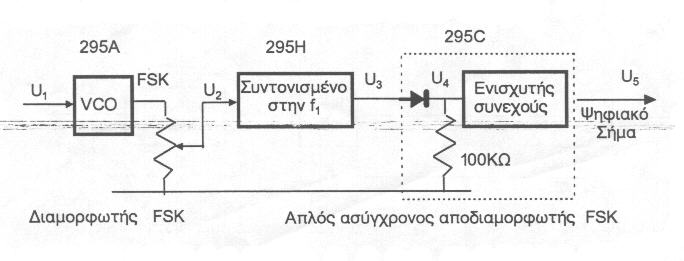 295A
295H
295C
U1
VCO
FSK
U2
Συντονισμένο
στην f1
U3
U4
Ενισχυτής
συνεχούς
U5
Ψηφιακό
Σήμα
100ΚΩ
Διαμορφωτής FSK
Απλός ασύγχρονος αποδιαμορφωτής FSK